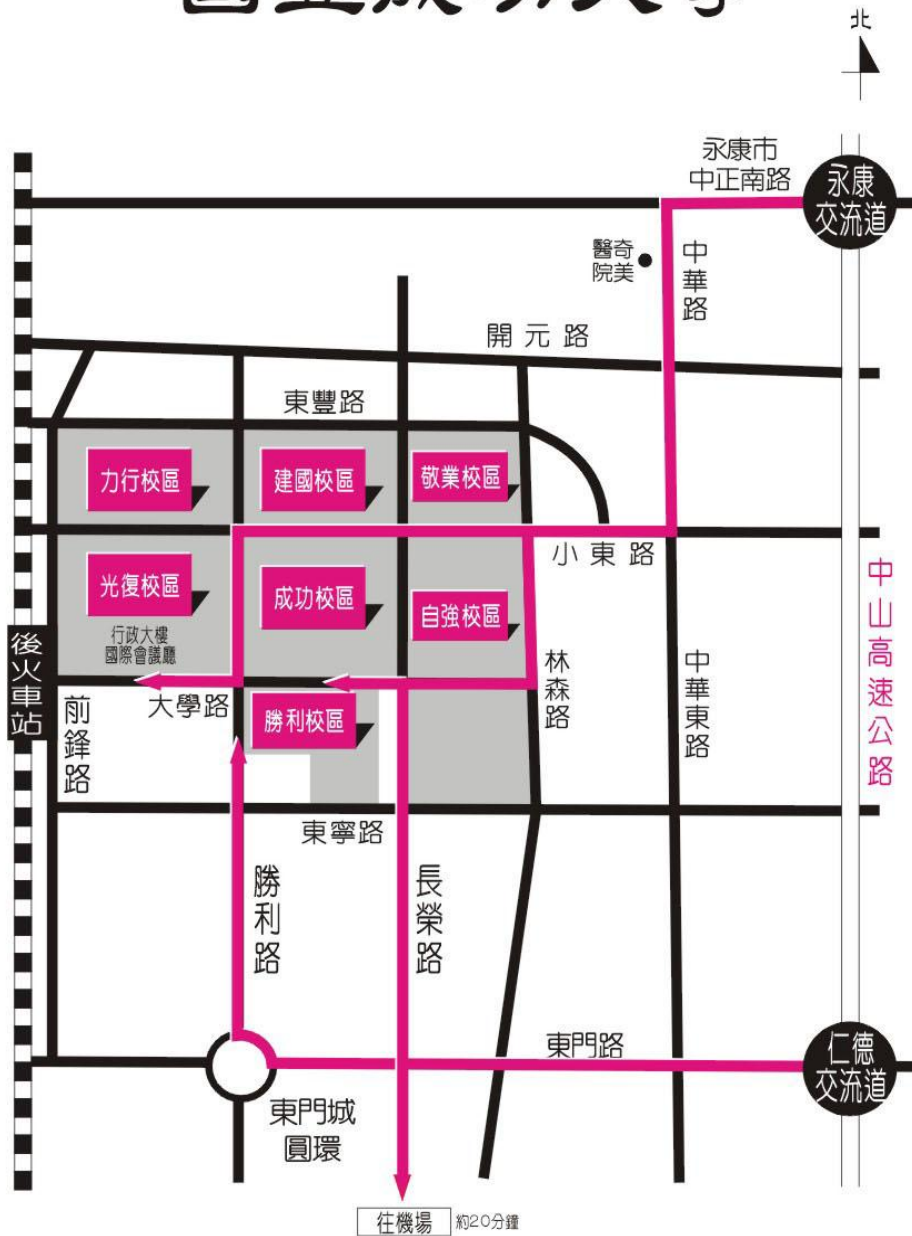 國立成功大學
北
永康市
中正南路
永康
交流道
醫奇
院美
中華路
開元路
東豐路
力行校區
建國校區
敬業校區
小東路
光復校區
成功校區
自強校區
行政大樓
國際會議廳
中山高速公路
後火車站
前鋒路
大學路
勝利校區
林森路
中華東路
東寧路
勝利路
長榮路
東門路
仁德
交流道
東門城
圓環
往機場 約20分鐘